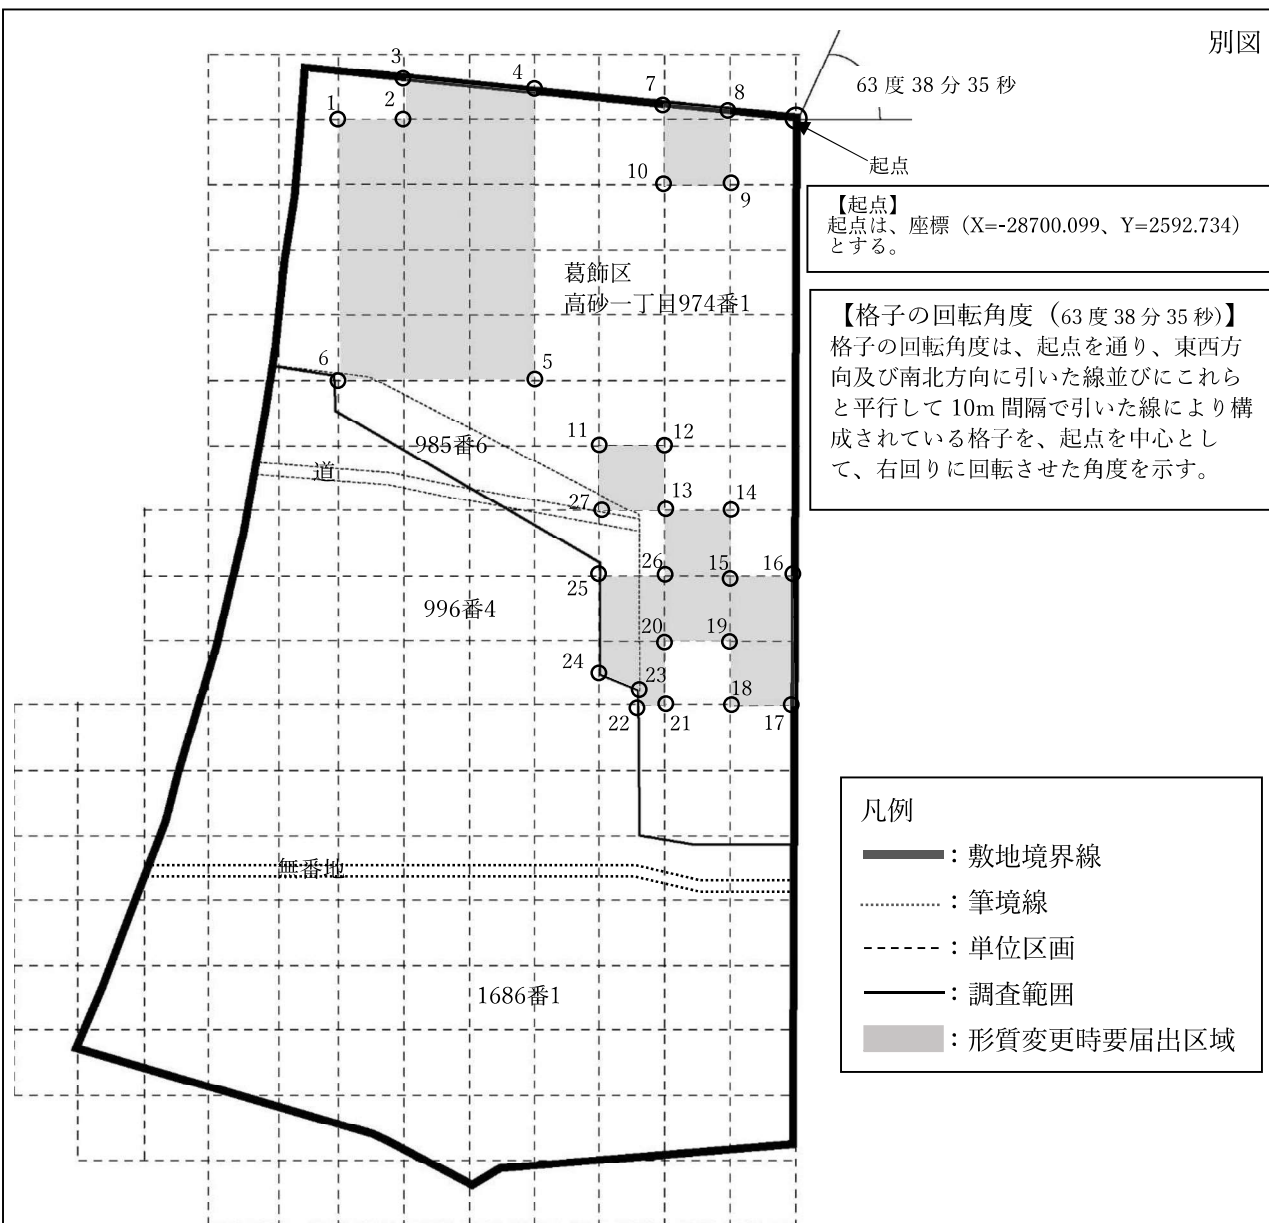 別図
63 度 38 分 35 秒
起点
【起点】
起点は、座標（X=-28700.099、Y=2592.734）
とする。
【格子の回転角度（63 度 38 分 35 秒)】
格子の回転角度は、起点を通り、東西方
向及び南北方向に引いた線並びにこれら
と平行して 10m 間隔で引いた線により構
成されている格子を、起点を中心とし
て、右回りに回転させた角度を示す。
3
4
7
8
1
2
10
9
葛飾区
高砂一丁目974番1
6
5
11
12
985番6
道
27
13
14
25
26
15
16
996番4
20
19
24
23
22
21
18
17
無番地
1686番1
凡例
：敷地境界線
：筆境線
：単位区画
：調査範囲
：形質変更時要届出区域